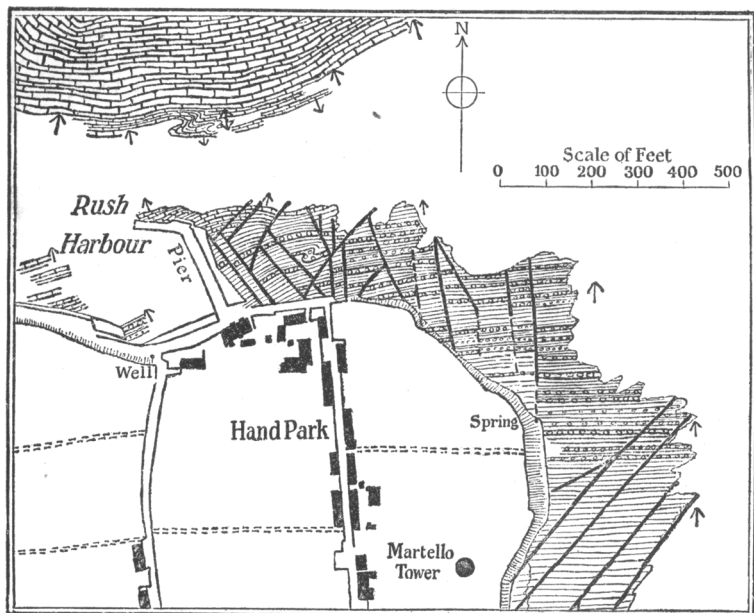 N
Scale of Feet
0 100 200 300 400 500
Rush
Harbour
Pier
Well
Hand Park
Spring
Martello
Tower